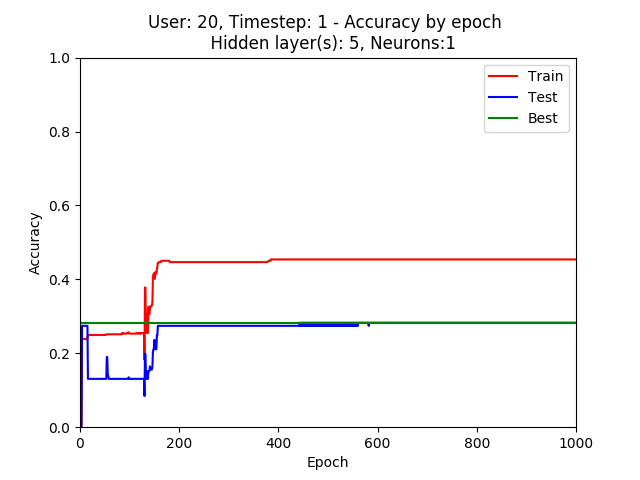 User: 20, Timestep: 1 - Accuracy by epoch
Hidden layer(s): 5, Neurons:1
1.0
0.8
0.6
0.4
0.2
0.0
Accuracy
Train
Test
Best
0
200
400
600
800
1000
Epoch